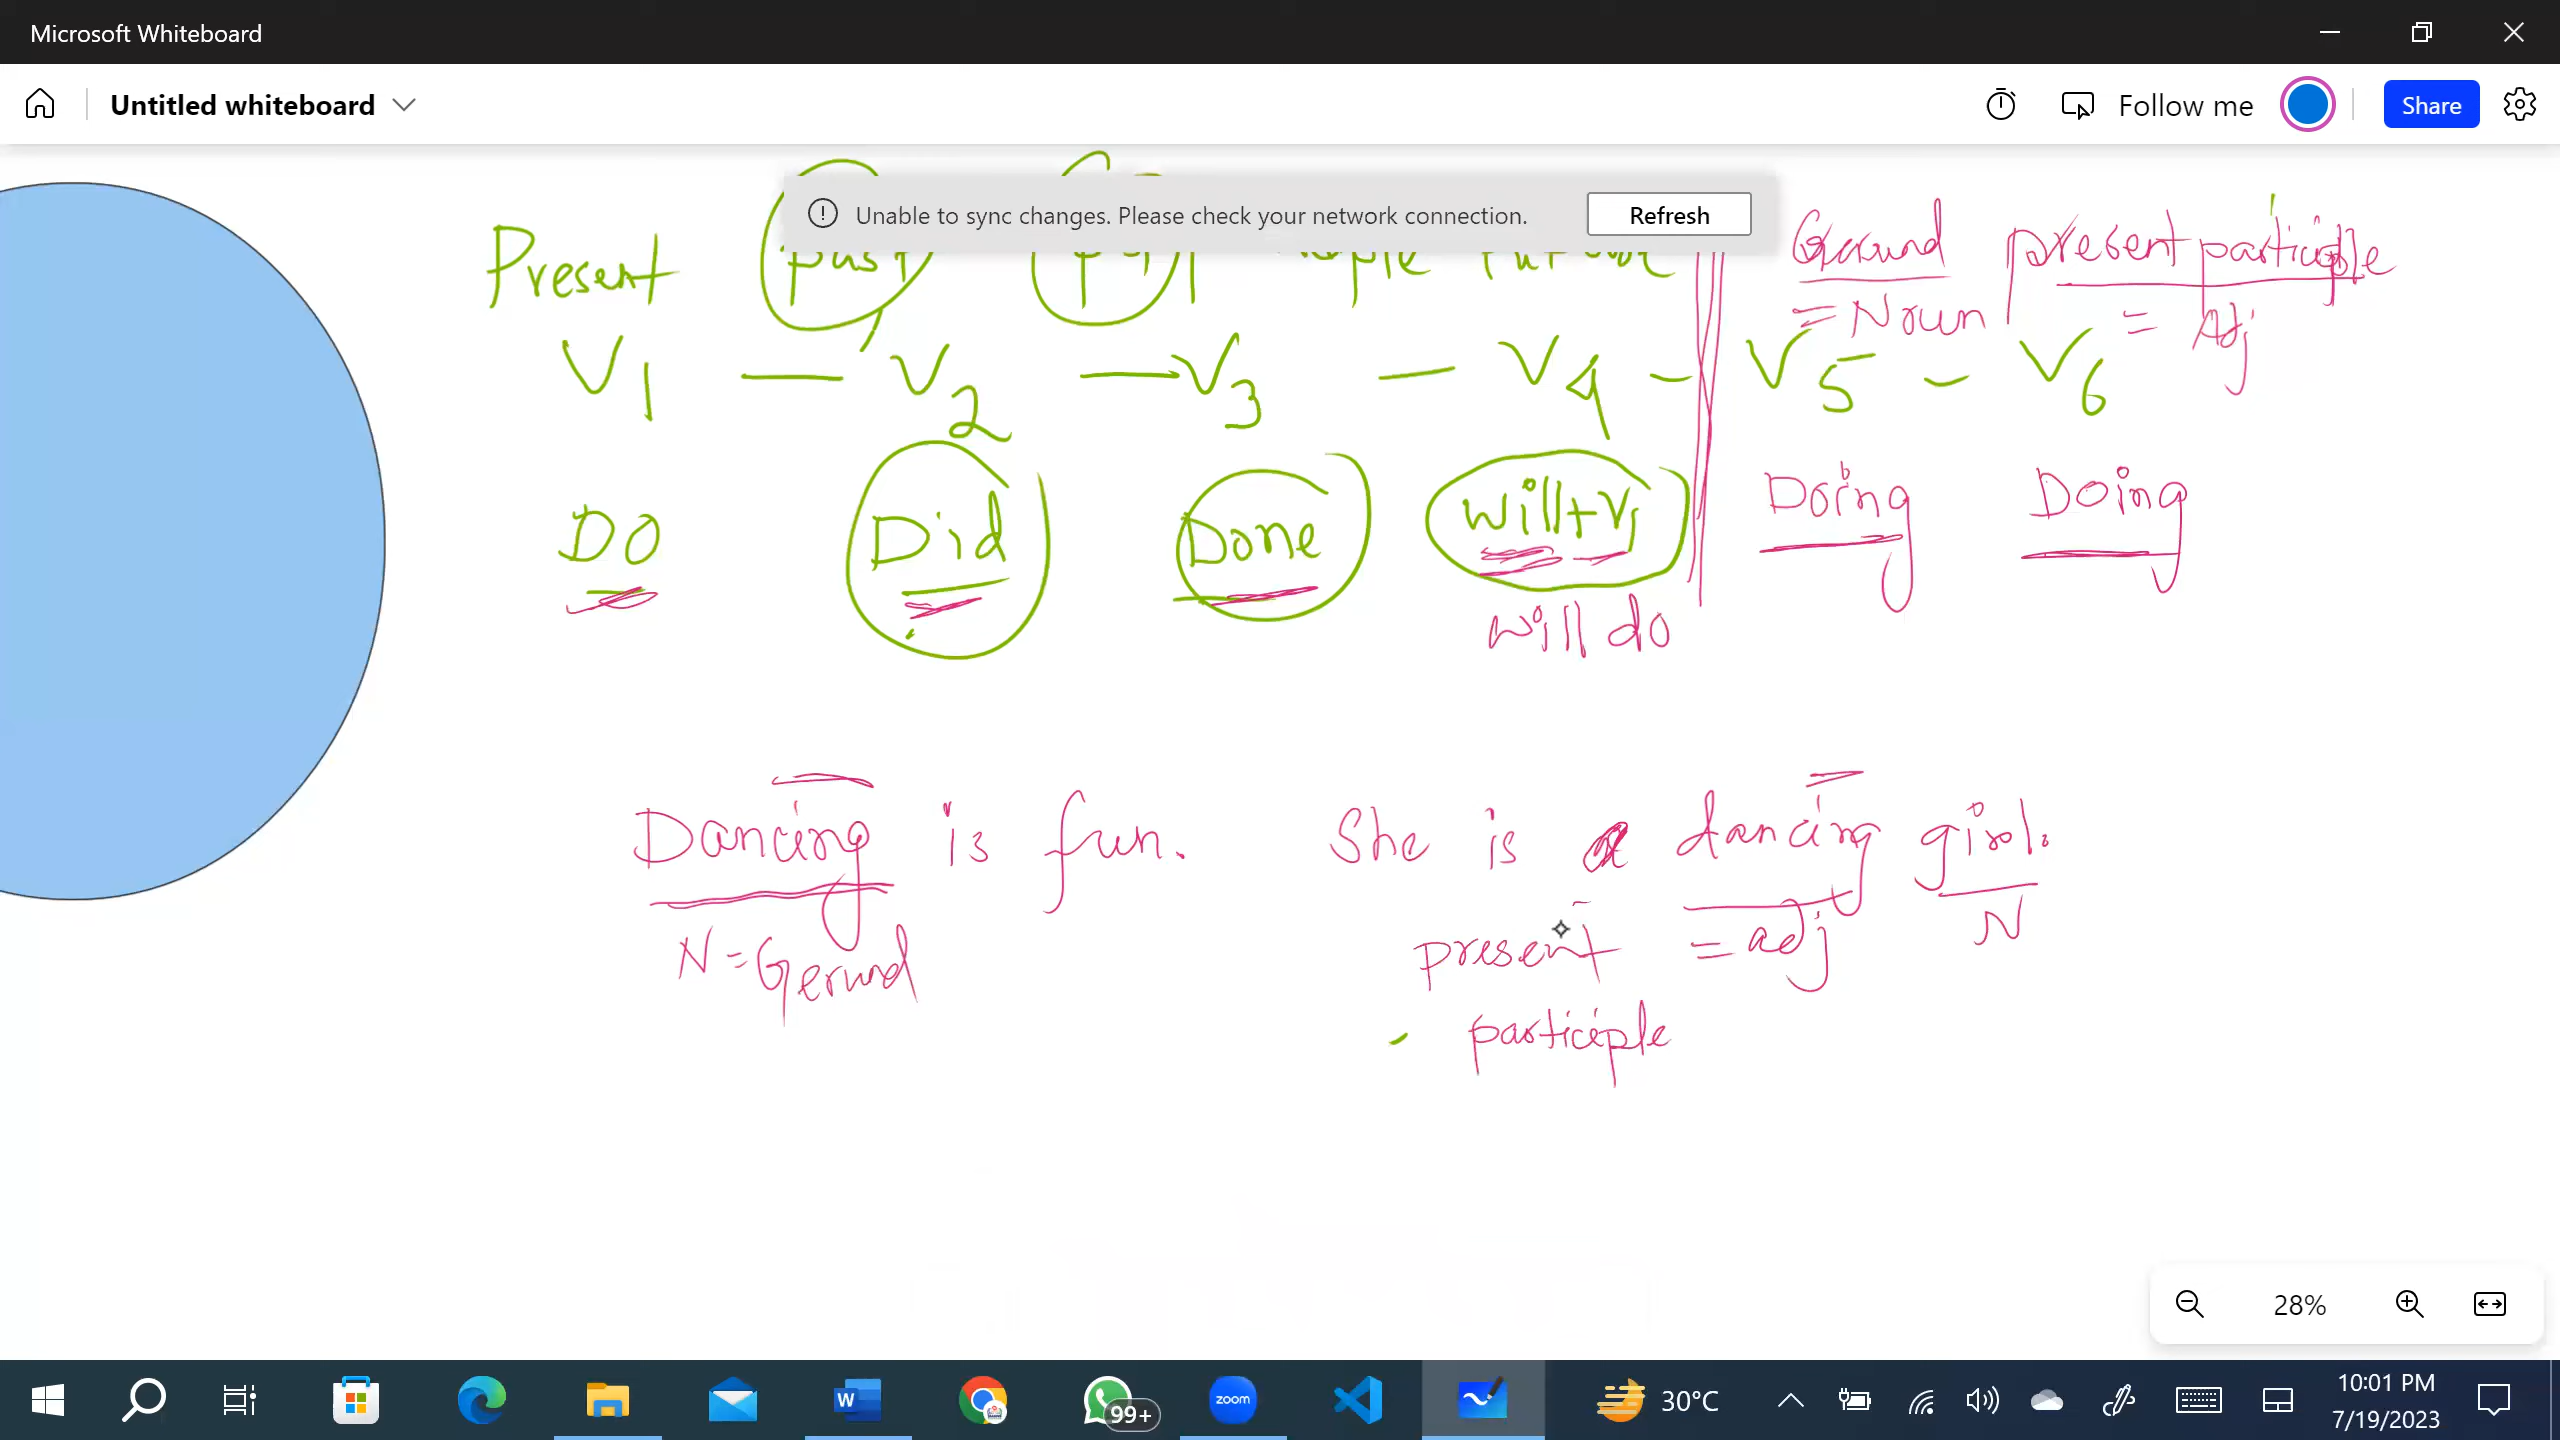 Microsoft Whiteboard
Untitled whiteboard
Follow me
Share
Unable to sync changes. Please check your network connection.
Refresh
Present past
Gerund present participle
= Noun = Adj
V1 — V2 — V3 — V4 - V5 - V6
DO Did Done Will+V1 Doing Doing
will do
Dancing is fun. She is a dancing girl.
N = Gerund present = adj N
participle
28%
W
99+
zoom
30°C
10:01 PM
7/19/2023